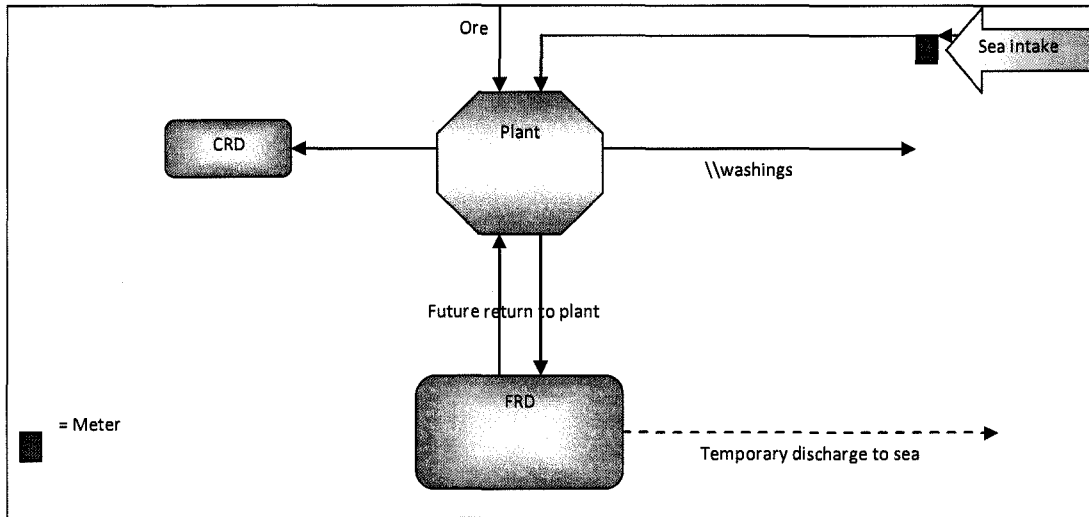 Ore
Sea intake
Plant
CRD
\\washings
Future return to plant
FRD
= Meter
Temporary discharge to sea